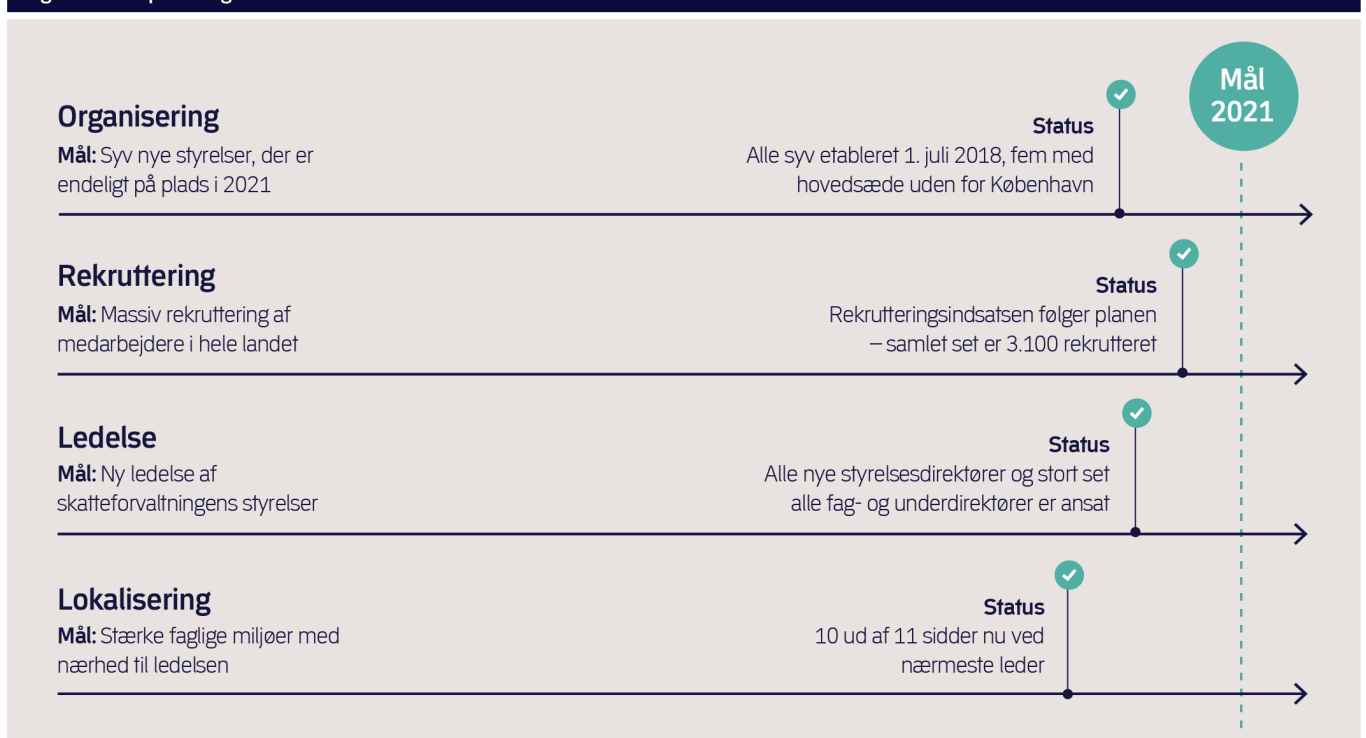 Mål
2021
Organisering
Mål: Syv nye styrelser, der er
endeligt på plads i 2021
Status
Alle syv etableret 1. juli 2018, fem med
hovedsæde uden for København
Rekruttering
Mål: Massiv rekruttering af
medarbejdere i hele landet
Status
Rekrutteringsindsatsen følger planen
– samlet set er 3.100 rekrutteret
Ledelse
Mål: Ny ledelse af
skatteforvaltningens styrelser
Status
Alle nye styrelsesdirektører og stort set
alle fag- og underdirektører er ansat
Lokalisering
Mål: Stærke faglige miljøer med
nærhed til ledelsen
Status
10 ud af 11 sidder nu ved
nærmeste leder